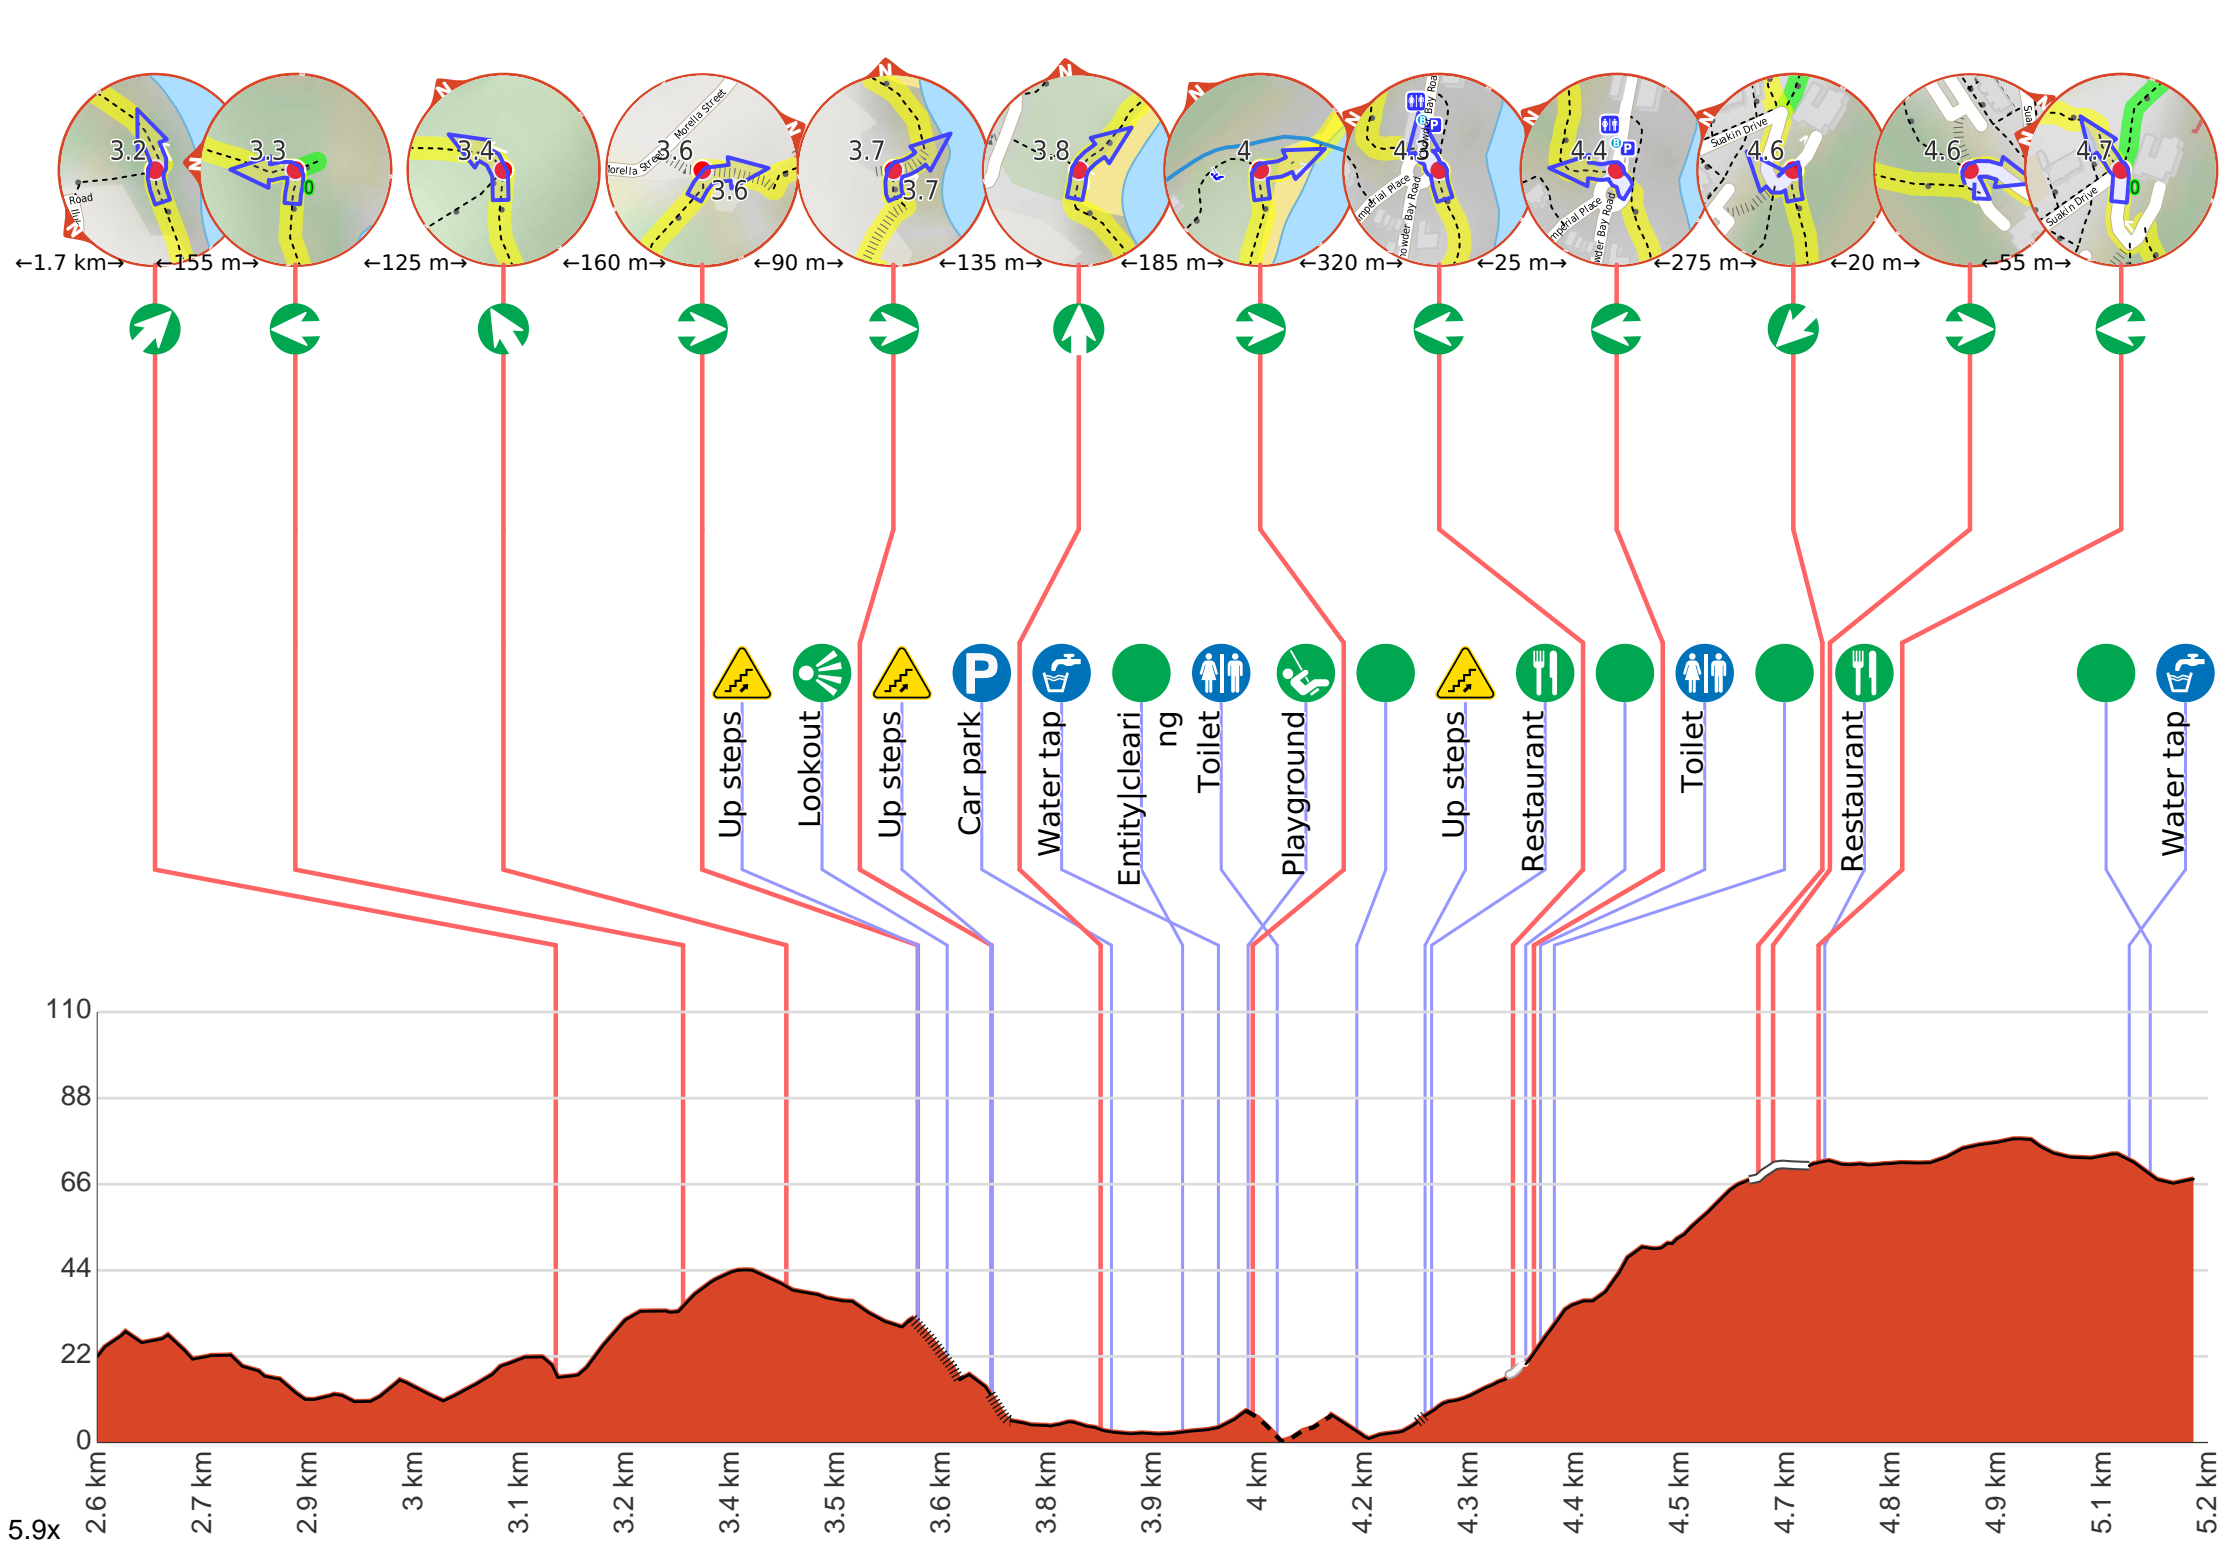 N N N N N N N N N N N
3.2 3.3 3.4 3.6 3.6 3.7 3.7 3.8 4 4.3 4.4 4.6 4.6 4.7
0 0
Road
Morella Street
Morella Street
Suakin Drive
Suakin Drive
P P
←1.7 km→ ←155 m→ ←125 m→ ←160 m→ ←90 m→ ←135 m→ ←185 m→ ←320 m→ ←25 m→ ←275 m→ ←20 m→ ←55 m→
P
Up steps
Lookout
Up steps
Car park
Water tap
Entity|cleari
ng
Toilet
Playground
Up steps
Restaurant
Toilet
Restaurant
Water tap
110
88
66
44
22
0
2.6 km 2.7 km 2.9 km 3 km 3.1 km 3.2 km 3.4 km 3.5 km 3.6 km 3.8 km 3.9 km 4 km 4.2 km 4.3 km 4.4 km 4.5 km 4.7 km 4.8 km 4.9 km 5.1 km 5.2 km
5.9x